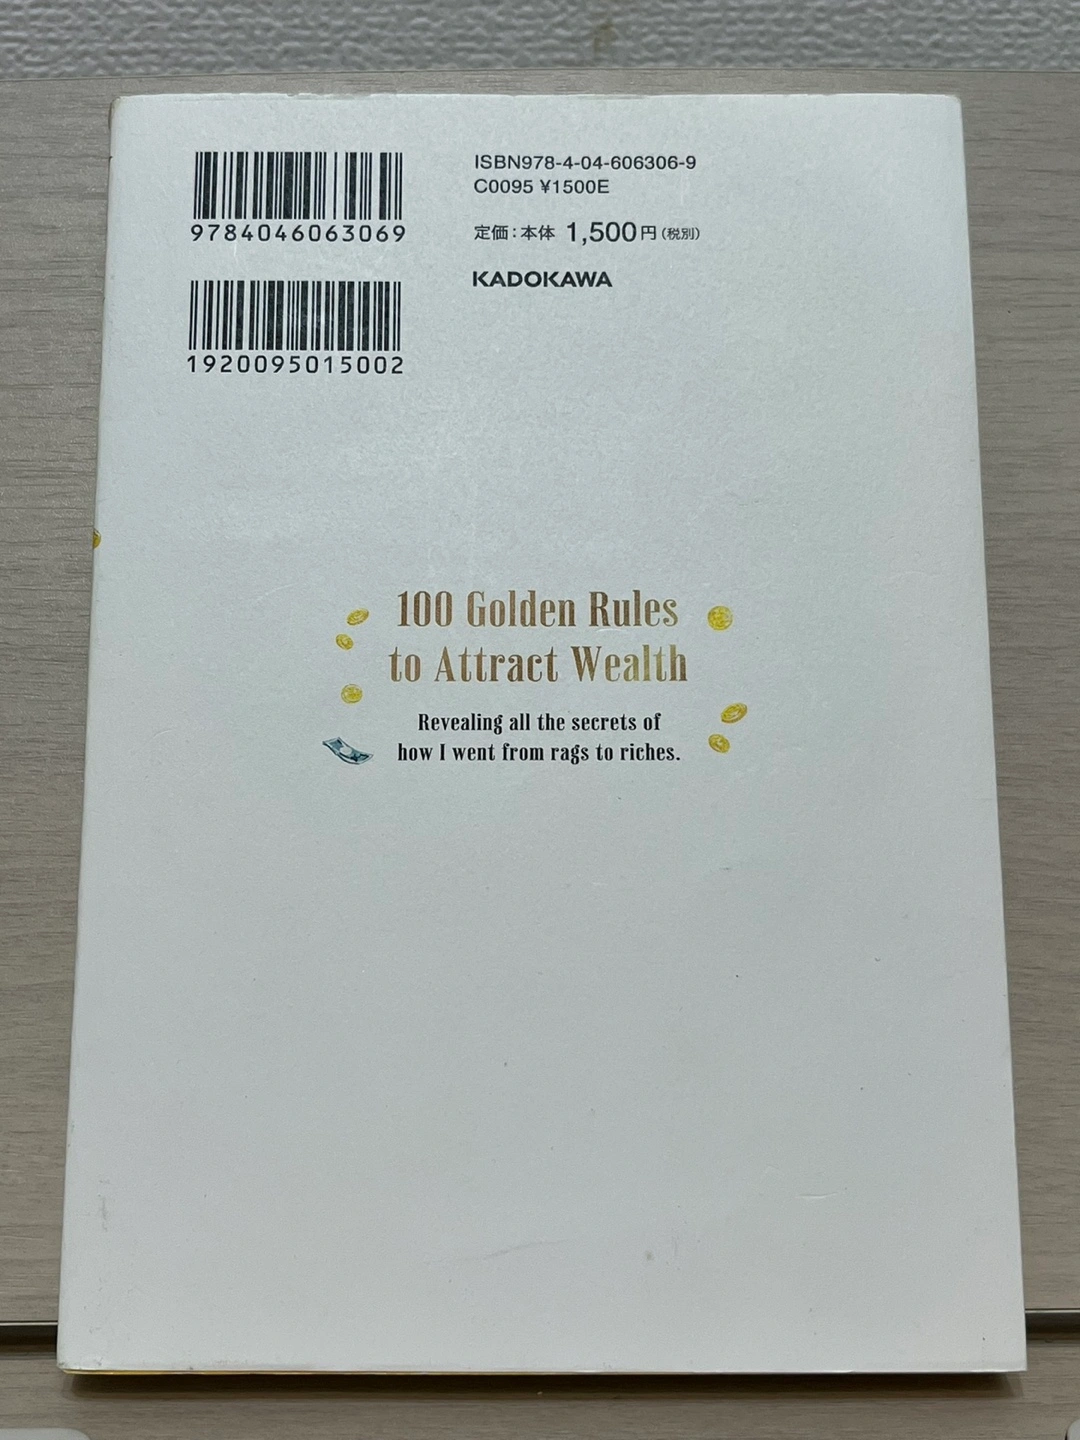 9784046063069
1920095015002
ISBN978-4-04-606306-9
C0095 ¥1500E
定価:本体 1,500円(税別)
KADOKAWA
100 Golden Rules
to Attract Wealth
Revealing all the secrets of
how I went from rags to riches.